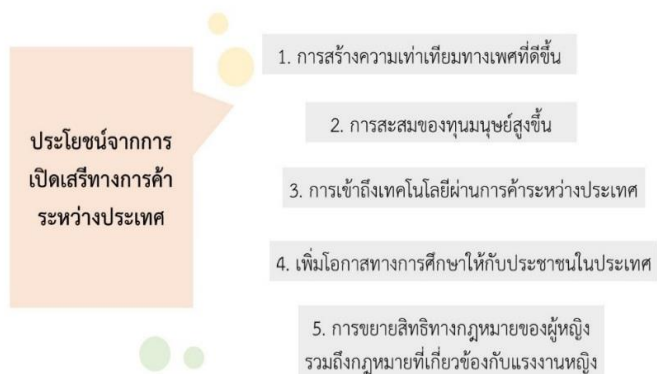 ประโยชน์จากการ
เปิดเสรีทางการค้า
ระหว่างประเทศ
1. การสร้างความเท่าเทียมทางเพศที่ดีขึ้น
2. การสะสมของทุนมนุษย์สูงขึ้น
3. การเข้าถึงเทคโนโลยีผ่านการค้าระหว่างประเทศ
4. เพิ่มโอกาสทางการศึกษาให้กับประชาชนในประเทศ
5. การขยายสิทธิทางกฎหมายของผู้หญิง
รวมถึงกฎหมายที่เกี่ยวข้องกับแรงงานหญิง